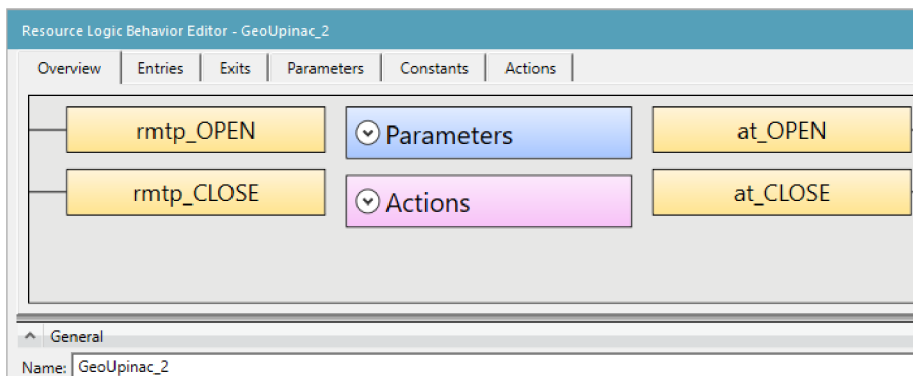 Resource Logic Behavior Editor - GeoUpinac_2
Overview Entries Exits Parameters Constants Actions
rmtp_OPEN Parameters at_OPEN
rmtp_CLOSE Actions at_CLOSE
General
Name: GeoUpinac_2